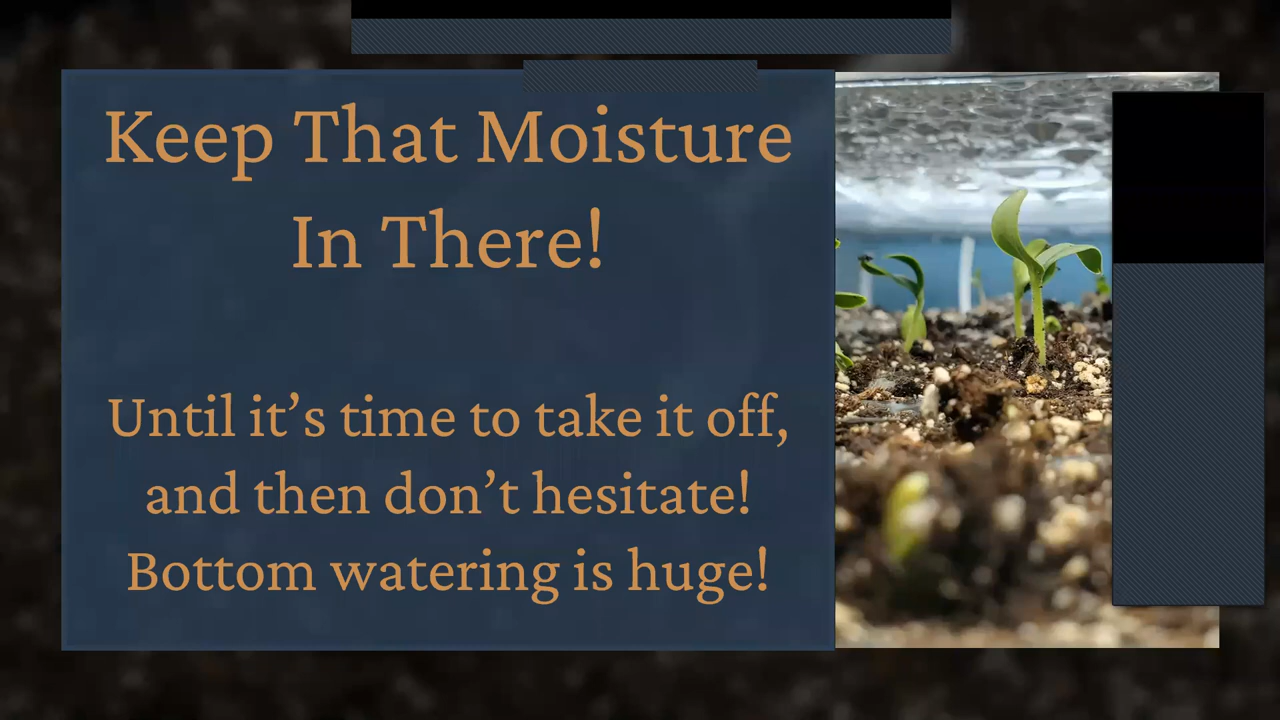 Keep That Moisture
In There!
Until it’s time to take it off,
and then don’t hesitate!
Bottom watering is huge!